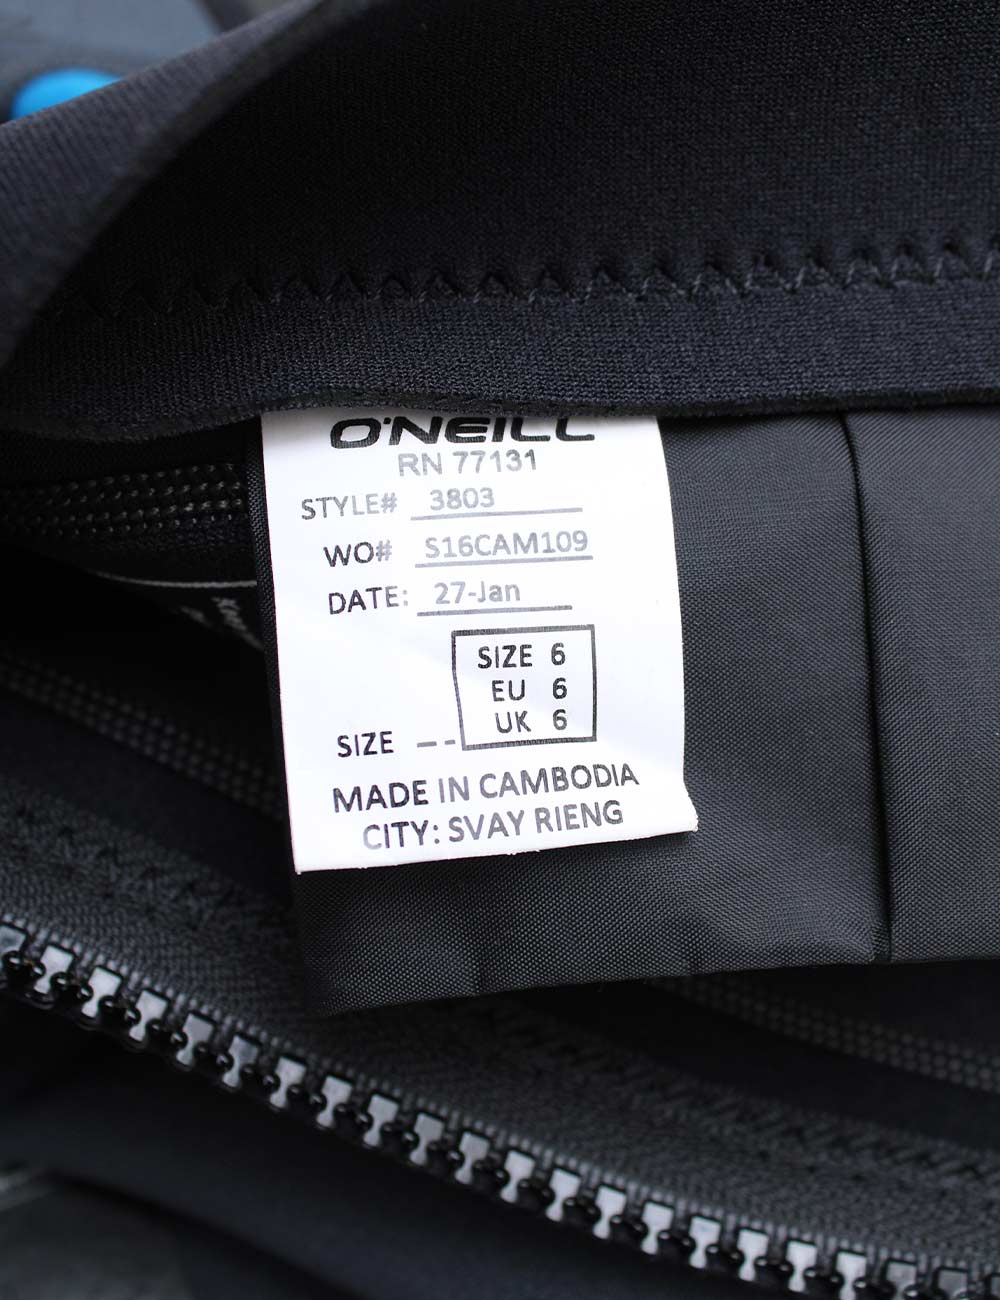 O'NEILL
RN 77131
STYLE# 3803
WO# S16CAM109
DATE: 27-Jan
SIZE 6
EU 6
UK 6
SIZE --
MADE IN CAMBODIA
CITY: SVAY RIENG